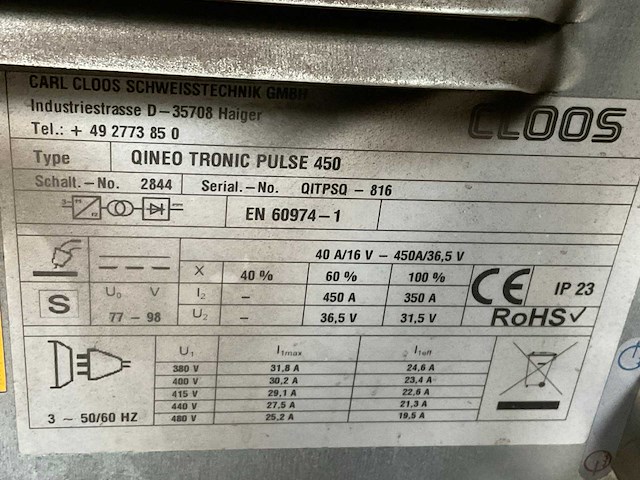 CARL CLOOS SCHWEISSTECHNIK GMBH
Industriestrasse D-35708 Haiger
Tel.: + 49 2773 85 0
CLOOS
Type QINEO TRONIC PULSE 450
Schalt.-No. 2844 Serial.-No. QITPSQ - 816
EN 60974-1
40 A/16 V - 450A/36,5 V
X 40 % 60 % 100 %
S U₀ V I₂ - 450 A 350 A
77 - 98 U₂ - 36,5 V 31,5 V
CE IP 23
RoHS✓
U₁ I₁max I₁eff
380 V 31,8 A 24,6 A
400 V 30,2 A 23,4 A
415 V 29,1 A 22,6 A
440 V 27,5 A 21,3 A
480 V 25,2 A 19,5 A
3 ~ 50/60 HZ